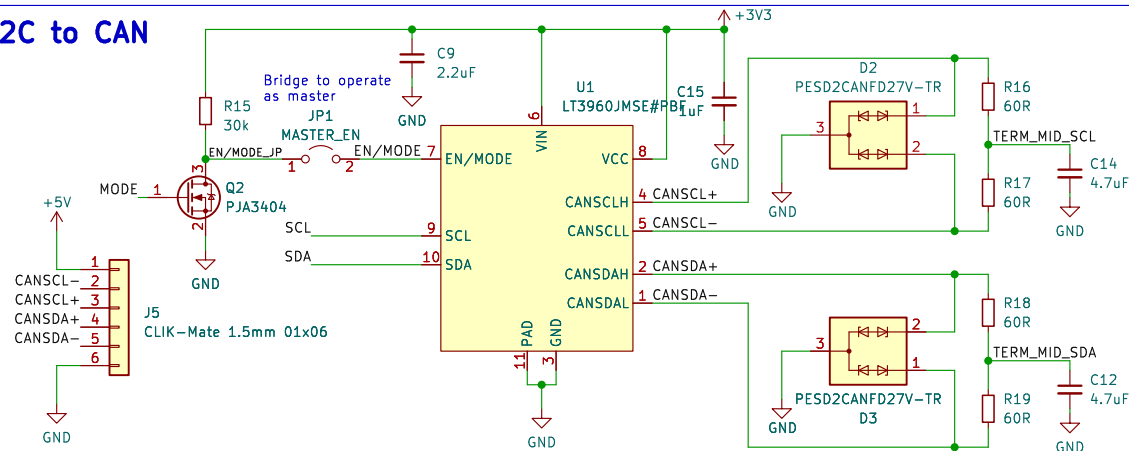 2C to CAN
+3V3
C9
2.2uF
GND
Bridge to operate
as master
R15
30k
JP1
MASTER_EN
EN/MODE_JP
1
2
EN/MODE
7
EN/MODE
U1
LT3960JMSE#PBF
6
VIN
VCC
8
C15
1uF
GND
D2
PESD2CANFD27V-TR
3
1
2
GND
R16
60R
TERM_MID_SCL
C14
4.7uF
GND
R17
60R
MODE
1
3
2
Q2
PJA3404
GND
CANSCLH
4
CANSCL+
CANSCLL
5
CANSCL-
SCL
9
SCL
SDA
10
SDA
CANSDAH
2
CANSDA+
CANSDAL
1
CANSDA-
PAD
11
GND
3
GND
+5V
1
CANSCL-
2
CANSCL+
3
CANSDA+
4
CANSDA-
5
6
J5
CLIK-Mate 1.5mm 01x06
GND
3
2
1
PESD2CANFD27V-TR
D3
GND
R18
60R
TERM_MID_SDA
C12
4.7uF
GND
R19
60R